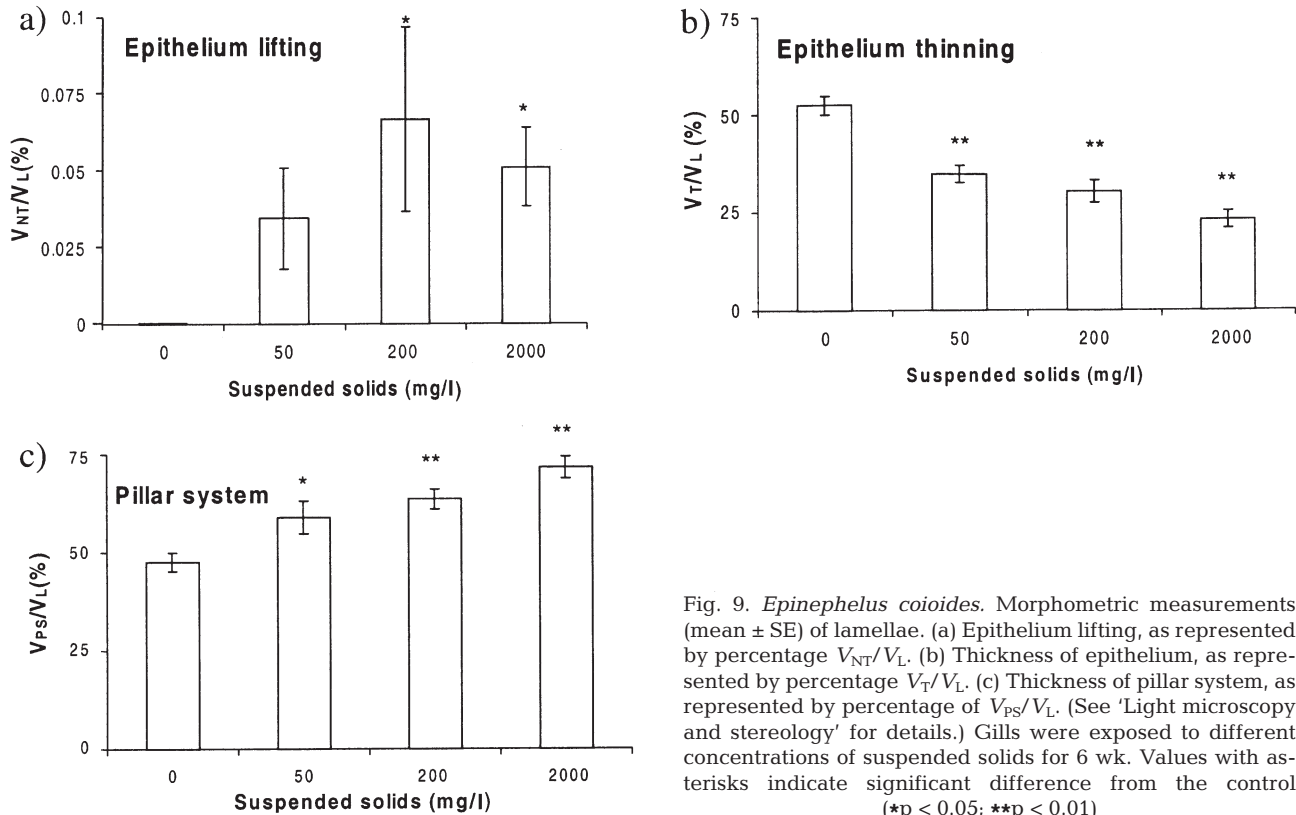 a)
Epithelium lifting
VNT/VL(%)
0.1
0.075
0.05
0.025
0
*
*
0 50 200 2000
Suspended solids (mg/l)
b)
Epithelium thinning
VT/VL (%)
75
50
25
0
**
**
**
0 50 200 2000
Suspended solids (mg/l)
c)
Pillar system
VPS/VL(%)
75
50
25
0
*
**
**
0 50 200 2000
Suspended solids (mg/l)
Fig. 9. Epinephelus coioides. Morphometric measurements
(mean ± SE) of lamellae. (a) Epithelium lifting, as represented
by percentage VNT/VL. (b) Thickness of epithelium, as repre-
sented by percentage VT/VL. (c) Thickness of pillar system, as
represented by percentage of VPS/VL. (See 'Light microscopy
and stereology' for details.) Gills were exposed to different
concentrations of suspended solids for 6 wk. Values with as-
terisks indicate significant difference from the control
(*p < 0.05; **p < 0.01)